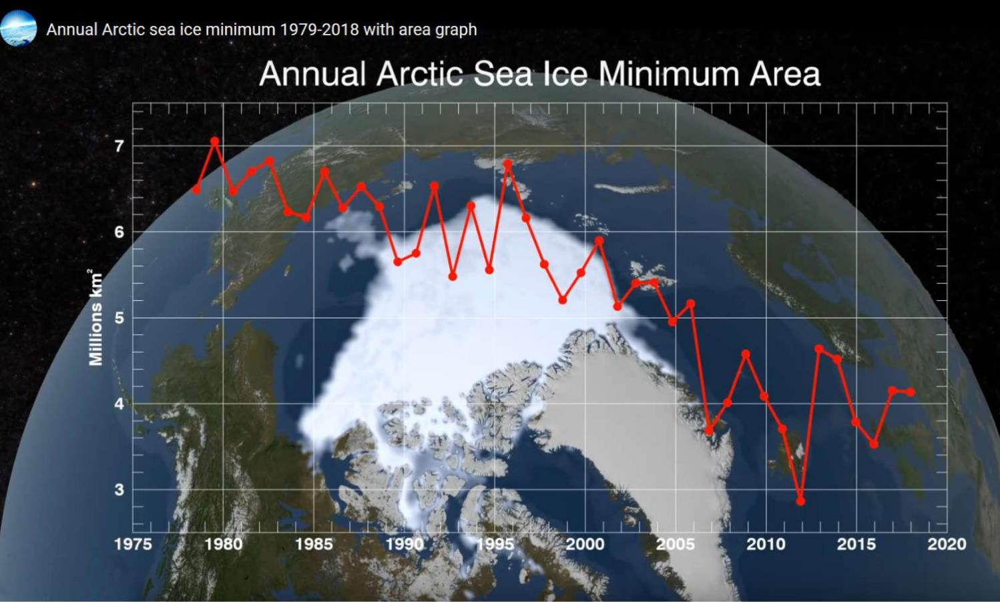 Annual Arctic sea ice minimum 1979-2018 with area graph
Annual Arctic Sea Ice Minimum Area
7
6
5
4
3
Millions km²
1975 1980 1985 1990 1995 2000 2005 2010 2015 2020